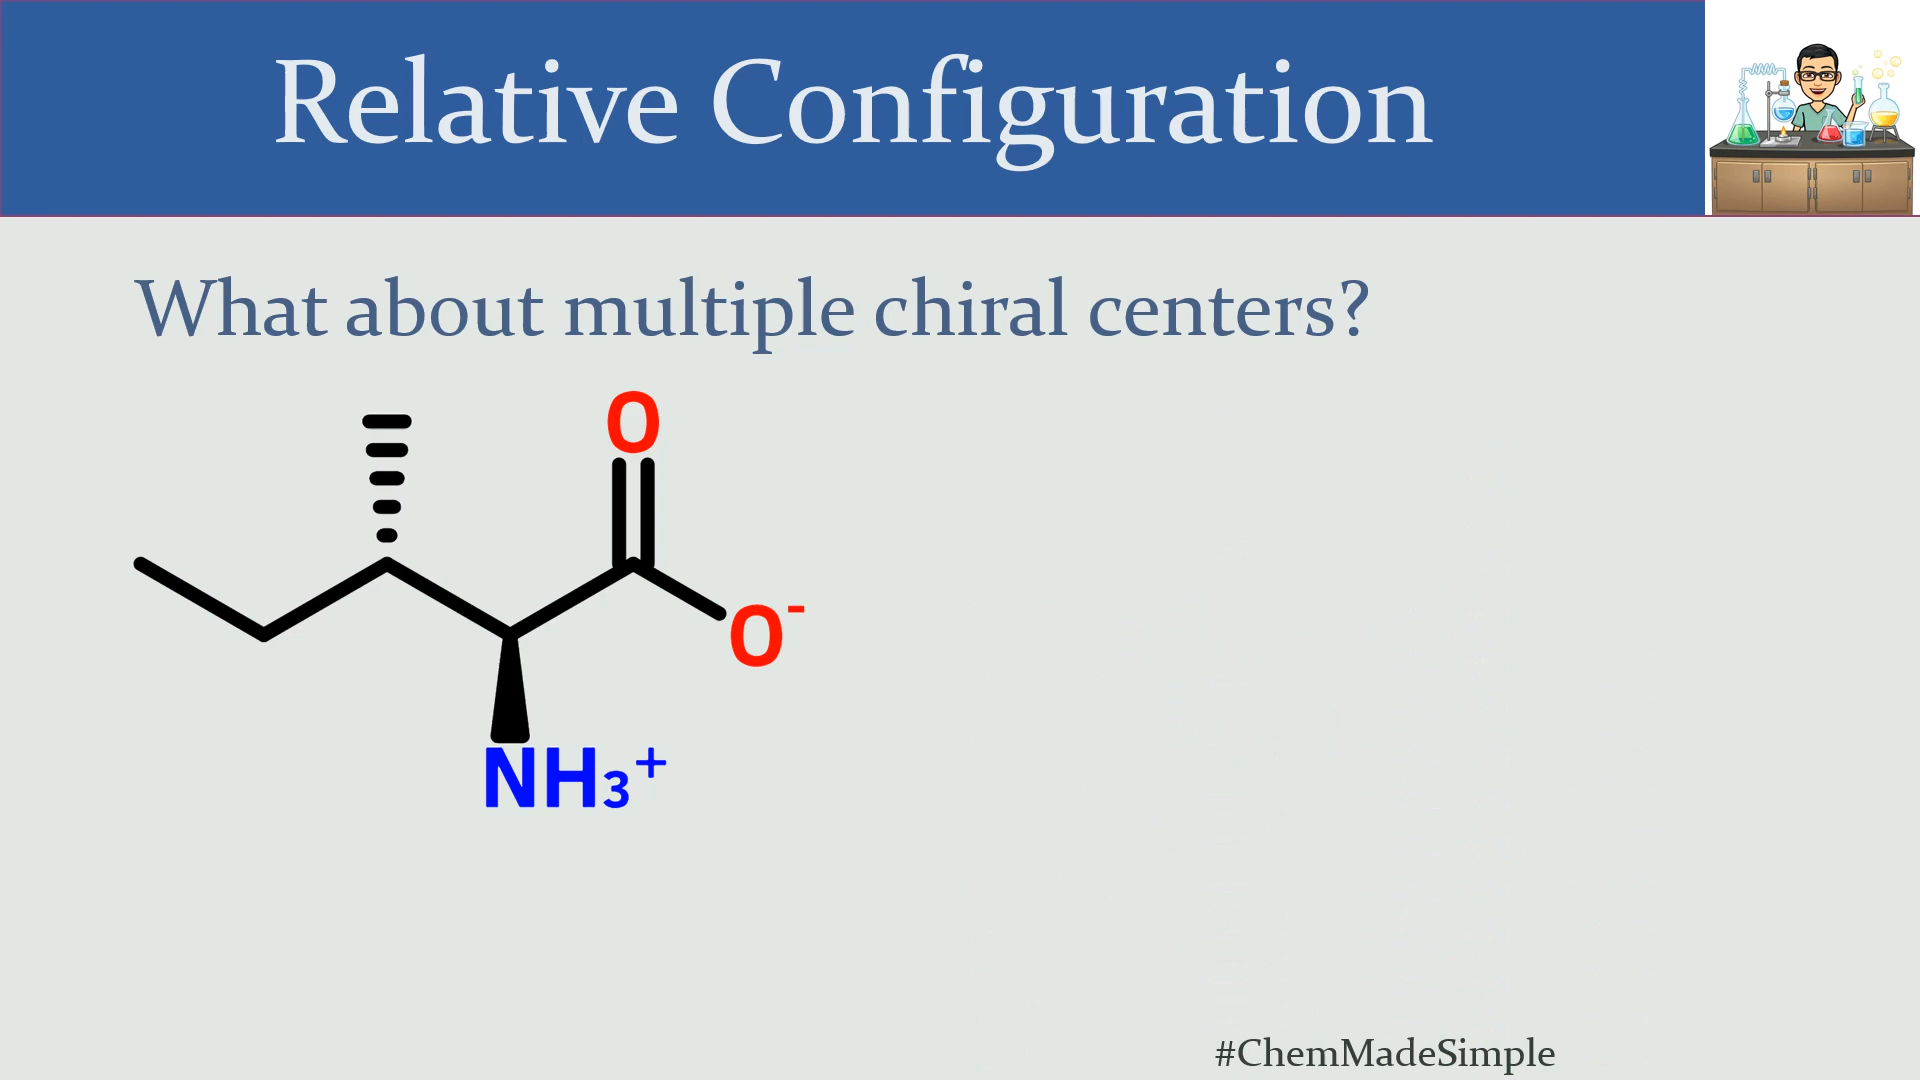 Relative Configuration
What about multiple chiral centers?
O
O⁻
NH₃⁺
#ChemMadeSimple